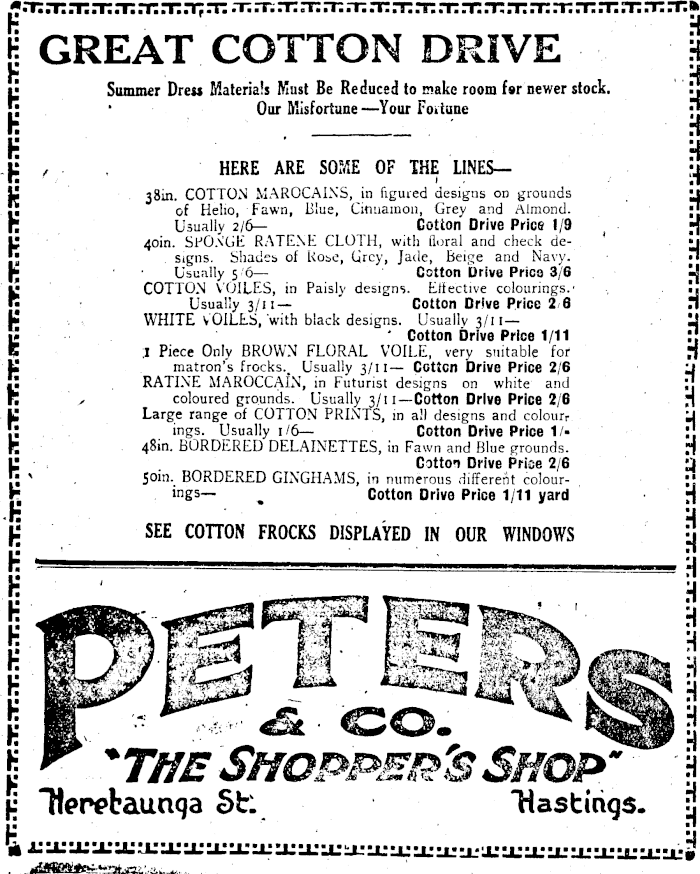 GREAT COTTON DRIVE
Summer Dress Materials Must Be Reduced to make room for newer stock.
Our Misfortune—Your Fortune
HERE ARE SOME OF THE LINES—
38in. COTTON MAROCAINS, in figured designs on grounds
of Helio, Fawn, Blue, Cinnamon, Grey and Almond.
Usually 2/6— Cotton Drive Price 1/9
40in. SPONGE RATENE CLOTH, with floral and check de-
signs. Shades of Rose, Grey, Jade, Beige and Navy.
Usually 5/6— Cotton Drive Price 3/6
COTTON VOILES, in Paisly designs. Effective colourings.
Usually 3/11— Cotton Drive Price 2/6
WHITE VOILES, with black designs. Usually 3/11—
Cotton Drive Price 1/11
1 Piece Only BROWN FLORAL VOILE, very suitable for
matron's frocks. Usually 3/11— Cotton Drive Price 2/6
RATINE MAROCCAIN, in Futurist designs on white and
coloured grounds. Usually 3/11—Cotton Drive Price 2/6
Large range of COTTON PRINTS, in all designs and colour-
ings. Usually 1/6— Cotton Drive Price 1/-
48in. BORDERED DELAINETTES, in Fawn and Blue grounds.
Cotton Drive Price 2/6
50in. BORDERED GINGHAMS, in numerous different colour-
ings— Cotton Drive Price 1/11 yard
SEE COTTON FROCKS DISPLAYED IN OUR WINDOWS
PETERS
& CO.
"THE SHOPPER'S SHOP"
Heretaunga St. Hastings.